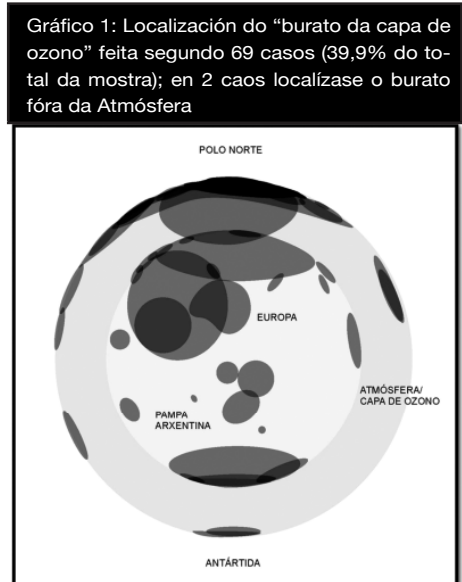 Gráfico 1: Localización do “burato da capa de
ozono” feita segundo 69 casos (39,9% do to-
tal da mostra); en 2 caos localízase o burato
fóra da Atmósfera
POLO NORTE
EUROPA
ATMÓSFERA/
CAPA DE OZONO
PAMPA
ARXENTINA
ANTÁRTIDA